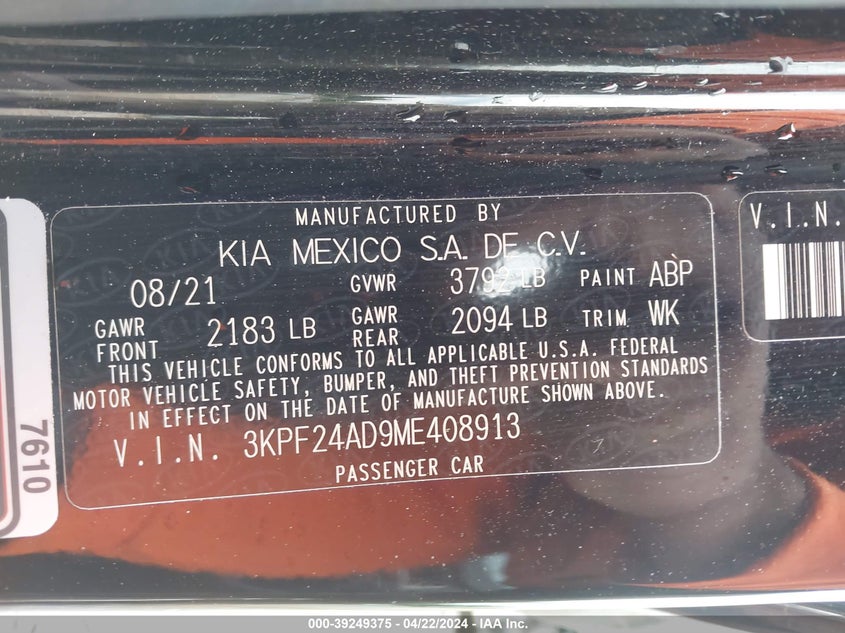 MANUFACTURED BY
KIA MEXICO S.A. DE C.V.
08/21 GVWR 3792 LB PAINT ABP
GAWR FRONT 2183 LB GAWR REAR 2094 LB TRIM WK
THIS VEHICLE CONFORMS TO ALL APPLICABLE U.S.A. FEDERAL
MOTOR VEHICLE SAFETY, BUMPER, AND THEFT PREVENTION STANDARDS
IN EFFECT ON THE DATE OF MANUFACTURE SHOWN ABOVE.
V.I.N. 3KPF24AD9ME408913
PASSENGER CAR
V.I.N.
7610
000-39249375 - 04/22/2024 - IAA Inc.